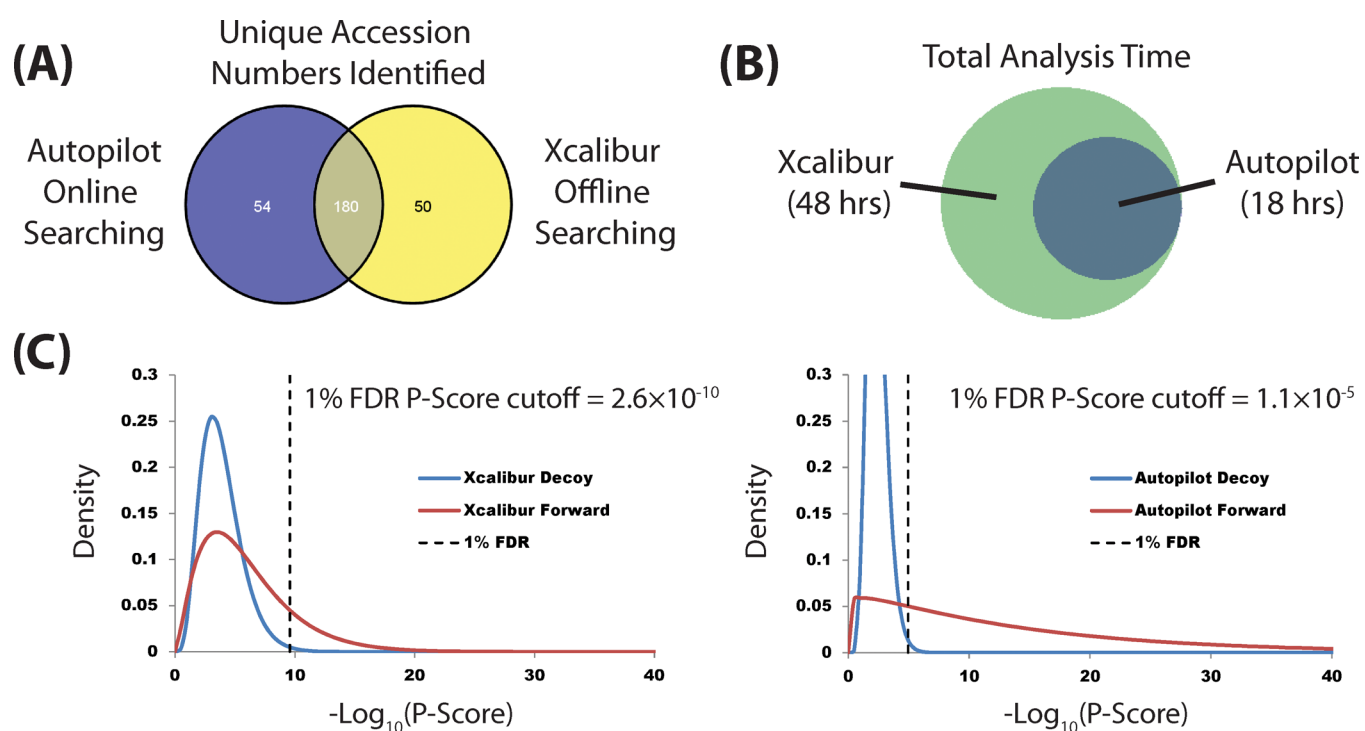 (A)
Unique Accession
Numbers Identified
Autopilot
Online
Searching
54
180
50
Xcalibur
Offline
Searching
(B)
Total Analysis Time
Xcalibur
(48 hrs)
Autopilot
(18 hrs)
(C)
1% FDR P-Score cutoff = 2.6×10⁻¹⁰
Density
0.3
0.25
0.2
0.15
0.1
0.05
0
Xcalibur Decoy
Xcalibur Forward
1% FDR
0 10 20 30 40
-Log₁₀(P-Score)
1% FDR P-Score cutoff = 1.1×10⁻⁵
Density
0.3
0.25
0.2
0.15
0.1
0.05
0
Autopilot Decoy
Autopilot Forward
1% FDR
0 10 20 30 40
-Log₁₀(P-Score)